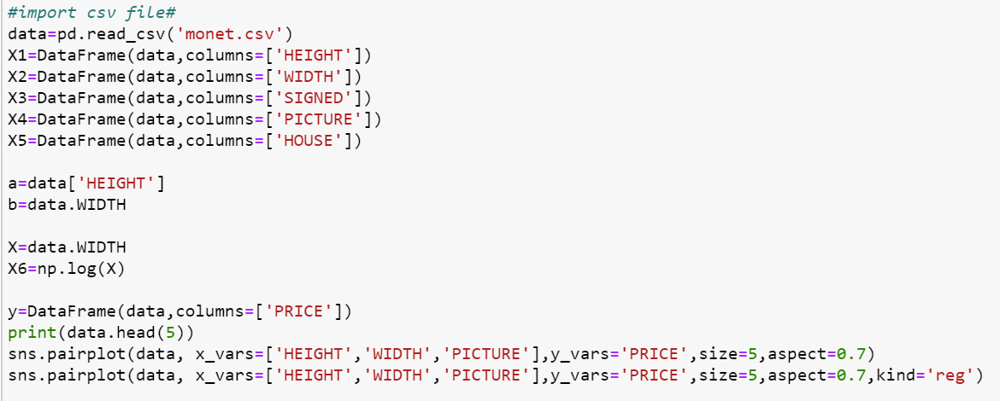 #import csv file#
data=pd.read_csv('monet.csv')
X1=DataFrame(data,columns=['HEIGHT'])
X2=DataFrame(data,columns=['WIDTH'])
X3=DataFrame(data,columns=['SIGNED'])
X4=DataFrame(data,columns=['PICTURE'])
X5=DataFrame(data,columns=['HOUSE'])
a=data['HEIGHT']
b=data.WIDTH
X=data.WIDTH
X6=np.log(X)
y=DataFrame(data,columns=['PRICE'])
print(data.head(5))
sns.pairplot(data, x_vars=['HEIGHT','WIDTH','PICTURE'],y_vars='PRICE',size=5,aspect=0.7)
sns.pairplot(data, x_vars=['HEIGHT','WIDTH','PICTURE'],y_vars='PRICE',size=5,aspect=0.7,kind='reg')